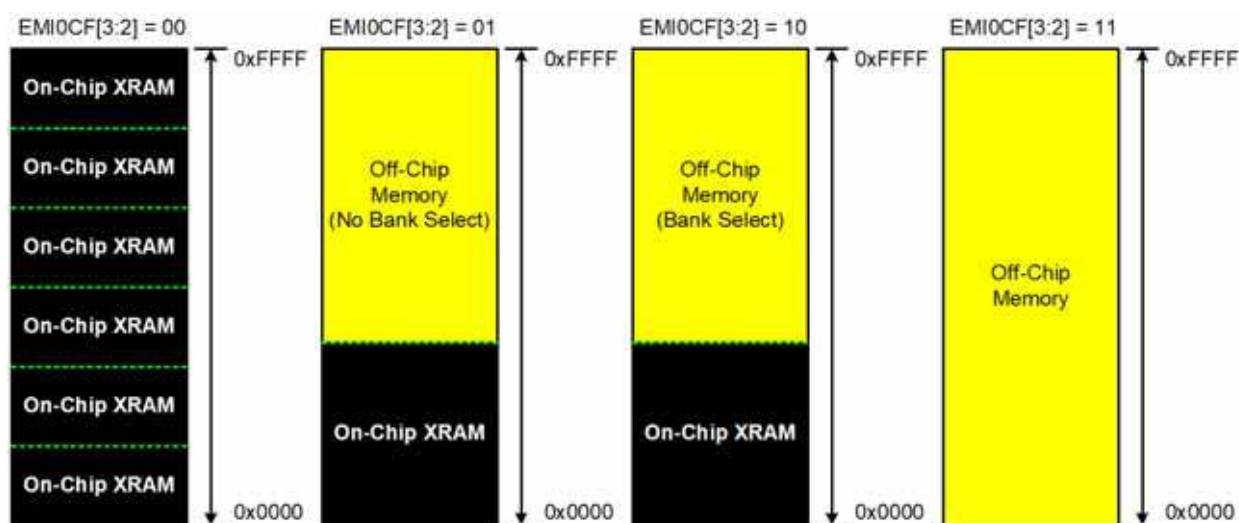 EMI0CF[3:2] = 00
On-Chip XRAM
On-Chip XRAM
On-Chip XRAM
On-Chip XRAM
On-Chip XRAM
On-Chip XRAM
0xFFFF
0x0000
EMI0CF[3:2] = 01
Off-Chip
Memory
(No Bank Select)
On-Chip XRAM
0xFFFF
0x0000
EMI0CF[3:2] = 10
Off-Chip
Memory
(Bank Select)
On-Chip XRAM
0xFFFF
0x0000
EMI0CF[3:2] = 11
Off-Chip
Memory
0xFFFF
0x0000